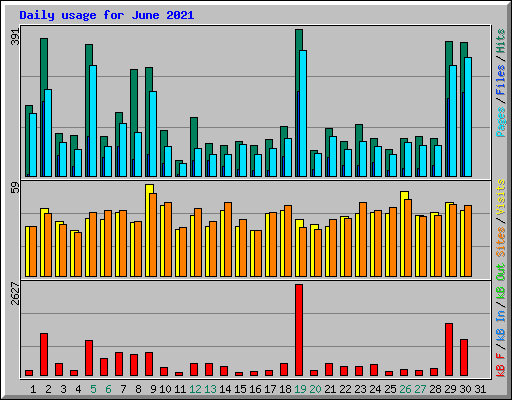 Daily usage for June 2021
391
Pages / Files / Hits
59
Sites / Visits
2627
kB F / kB In / kB Out
1 2 3 4 5 6 7 8 9 10 11 12 13 14 15 16 17 18 19 20 21 22 23 24 25 26 27 28 29 30 31